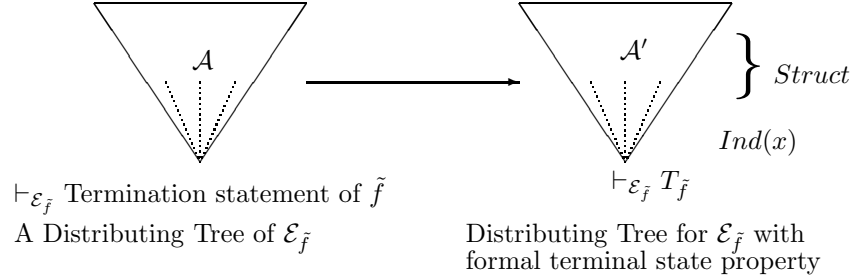 𝒜
𝒜′
} Struct
Ind(x)
⊢_{ℰ_{f̃}} Termination statement of f̃
⊢_{ℰ_{f̃}} T_{f̃}
A Distributing Tree of ℰ_{f̃}
Distributing Tree for ℰ_{f̃} with
formal terminal state property